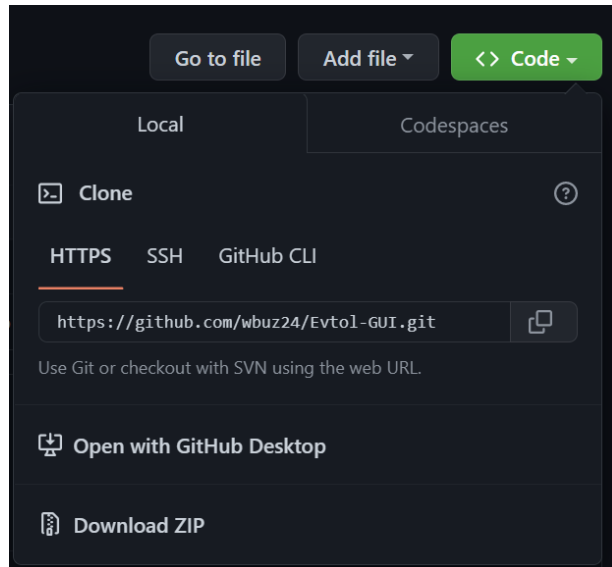 Go to file Add file <> Code
Local Codespaces
Clone
HTTPS SSH GitHub CLI
https://github.com/wbuz24/Evtol-GUI.git
Use Git or checkout with SVN using the web URL.
Open with GitHub Desktop
Download ZIP